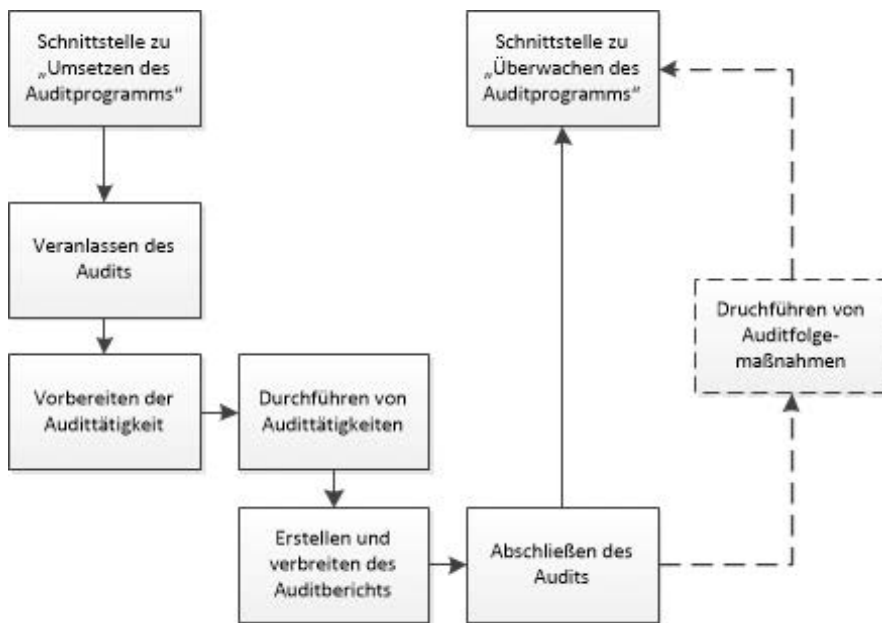 Schnittstelle zu
„Umsetzen des
Auditprogramms“
Schnittstelle zu
„Überwachen des
Auditprogramms“
Veranlassen des
Audits
Druchführen von
Auditfolge-
maßnahmen
Vorbereiten der
Audittätigkeit
Durchführen von
Audittätigkeiten
Erstellen und
verbreiten des
Auditberichts
Abschließen des
Audits